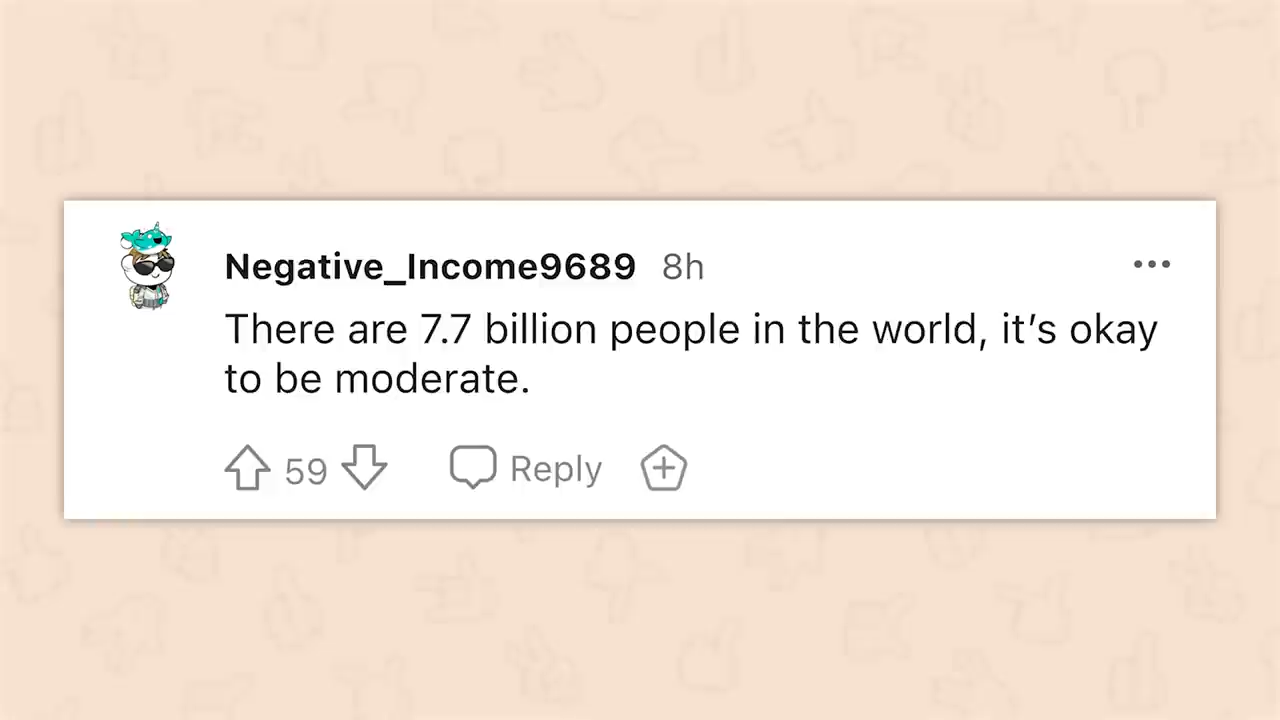 Negative_Income9689 8h
There are 7.7 billion people in the world, it's okay
to be moderate.
59 Reply